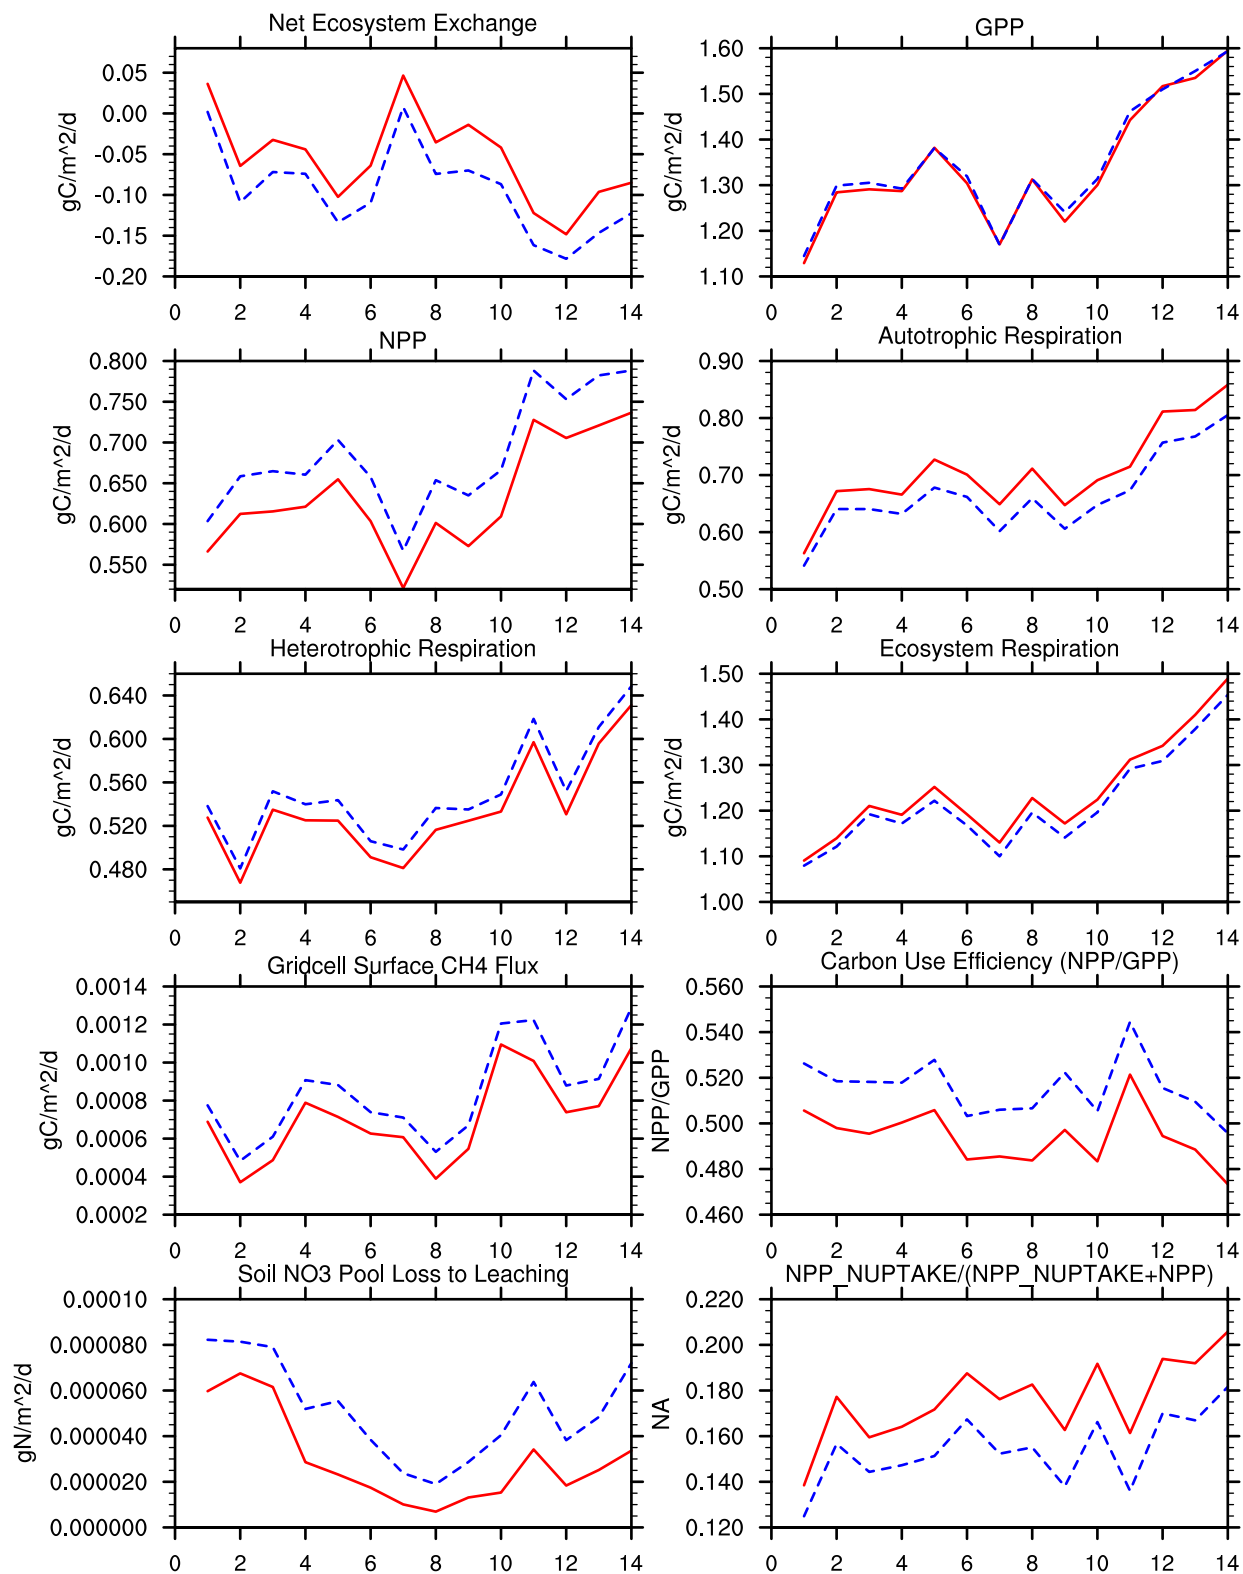 Net Ecosystem Exchange
gC/m^2/d
0.05
0.00
-0.05
-0.10
-0.15
-0.20
0 2 4 6 8 10 12 14
GPP
gC/m^2/d
1.60
1.50
1.40
1.30
1.20
1.10
0 2 4 6 8 10 12 14
NPP
gC/m^2/d
0.800
0.750
0.700
0.650
0.600
0.550
0 2 4 6 8 10 12 14
Autotrophic Respiration
gC/m^2/d
0.90
0.80
0.70
0.60
0.50
0 2 4 6 8 10 12 14
Heterotrophic Respiration
gC/m^2/d
0.640
0.600
0.560
0.520
0.480
0 2 4 6 8 10 12 14
Ecosystem Respiration
gC/m^2/d
1.50
1.40
1.30
1.20
1.10
1.00
0 2 4 6 8 10 12 14
Gridcell Surface CH4 Flux
gC/m^2/d
0.0014
0.0012
0.0010
0.0008
0.0006
0.0004
0.0002
0 2 4 6 8 10 12 14
Carbon Use Efficiency (NPP/GPP)
NPP/GPP
0.560
0.540
0.520
0.500
0.480
0.460
0 2 4 6 8 10 12 14
Soil NO3 Pool Loss to Leaching
gN/m^2/d
0.00010
0.000080
0.000060
0.000040
0.000020
0.000000
0 2 4 6 8 10 12 14
NPP_NUPTAKE/(NPP_NUPTAKE+NPP)
NA
0.220
0.200
0.180
0.160
0.140
0.120
0 2 4 6 8 10 12 14